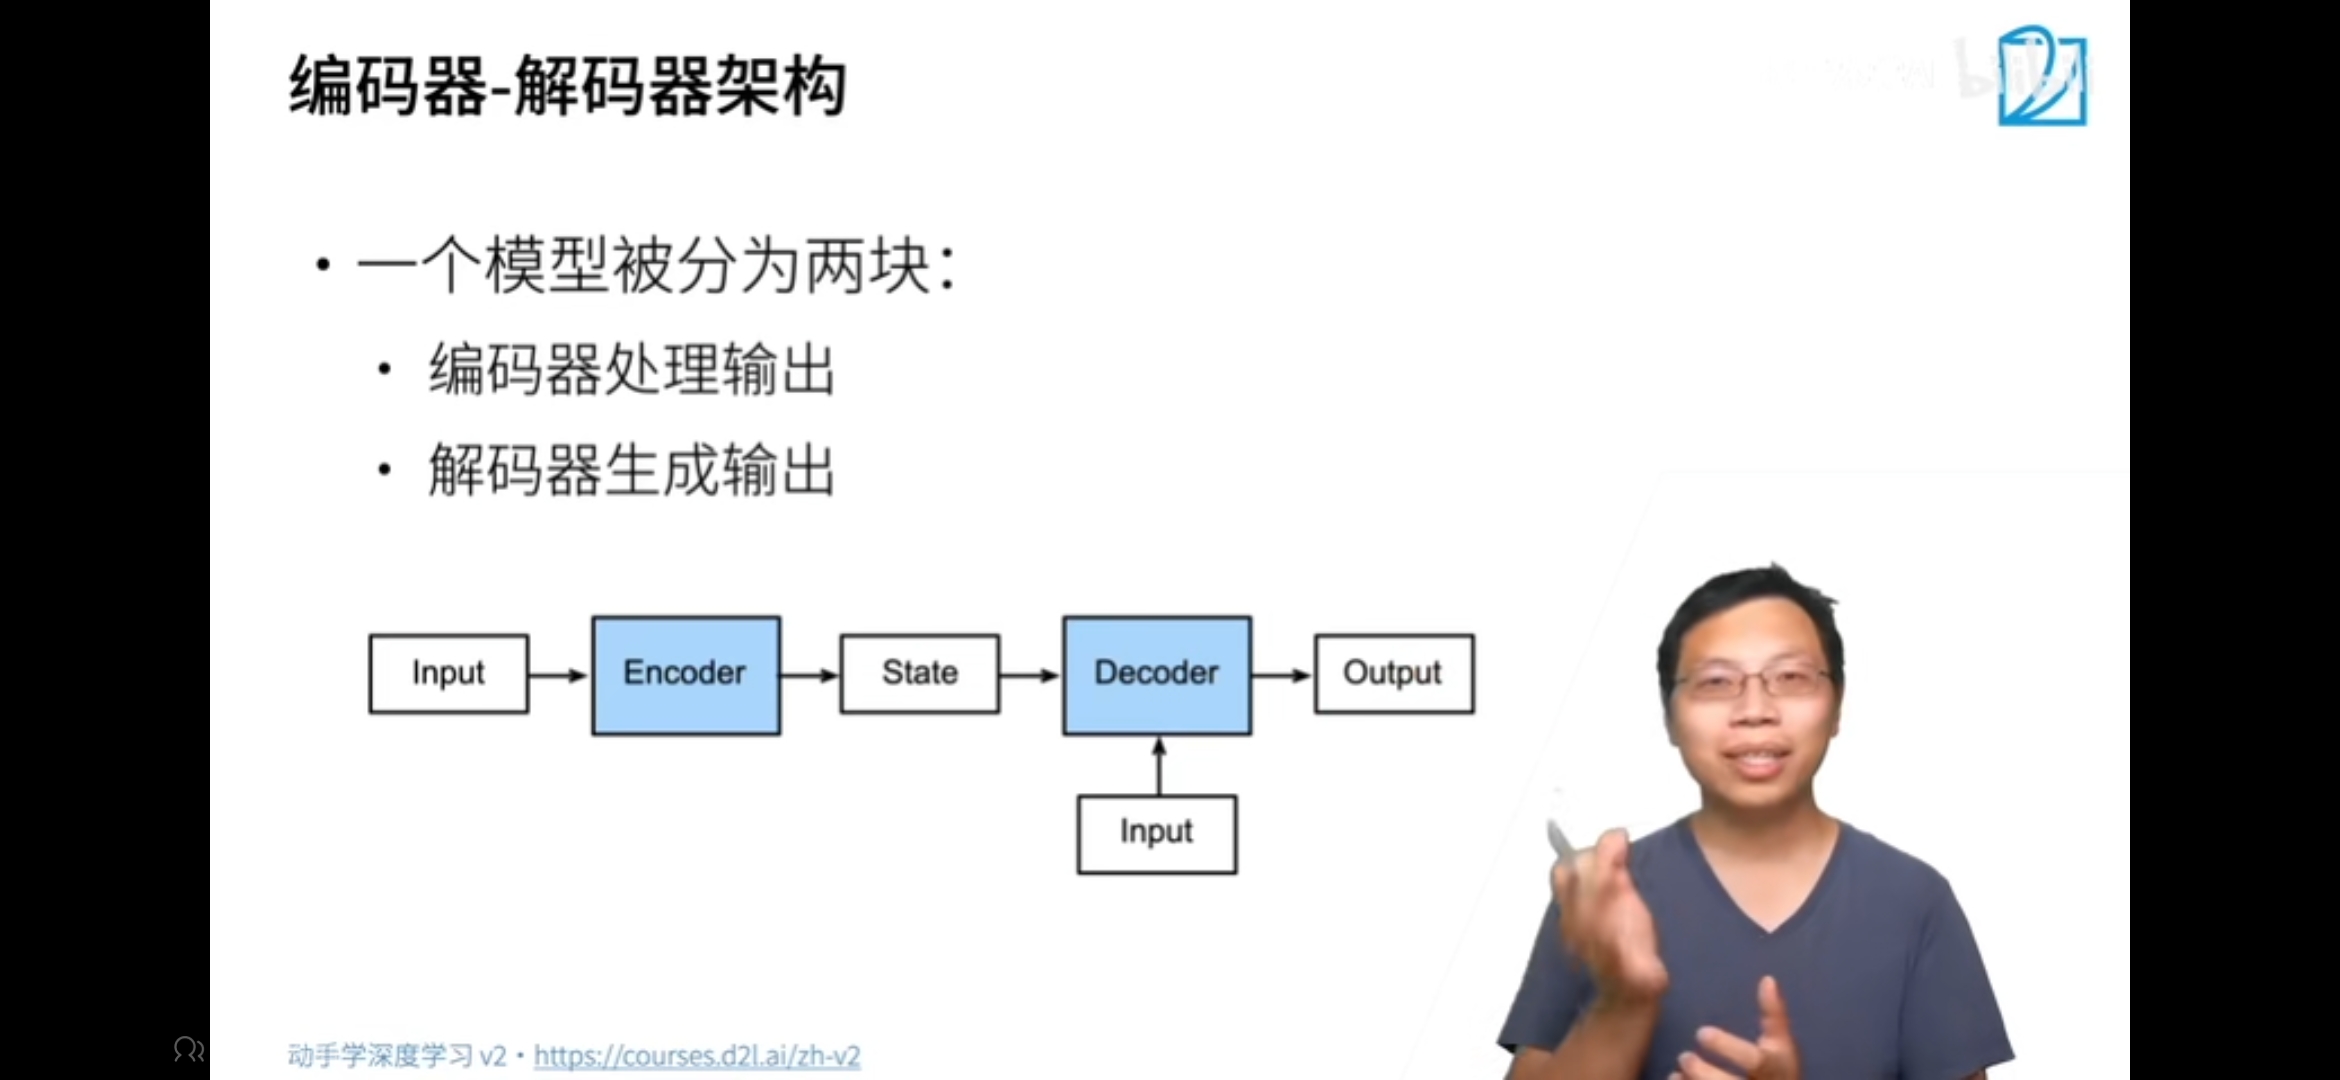 编码器-解码器架构
bilibili
• 一个模型被分为两块：
• 编码器处理输出
• 解码器生成输出
Input
Encoder
State
Decoder
Output
Input
动手学深度学习 v2 • https://courses.d2l.ai/zh-v2